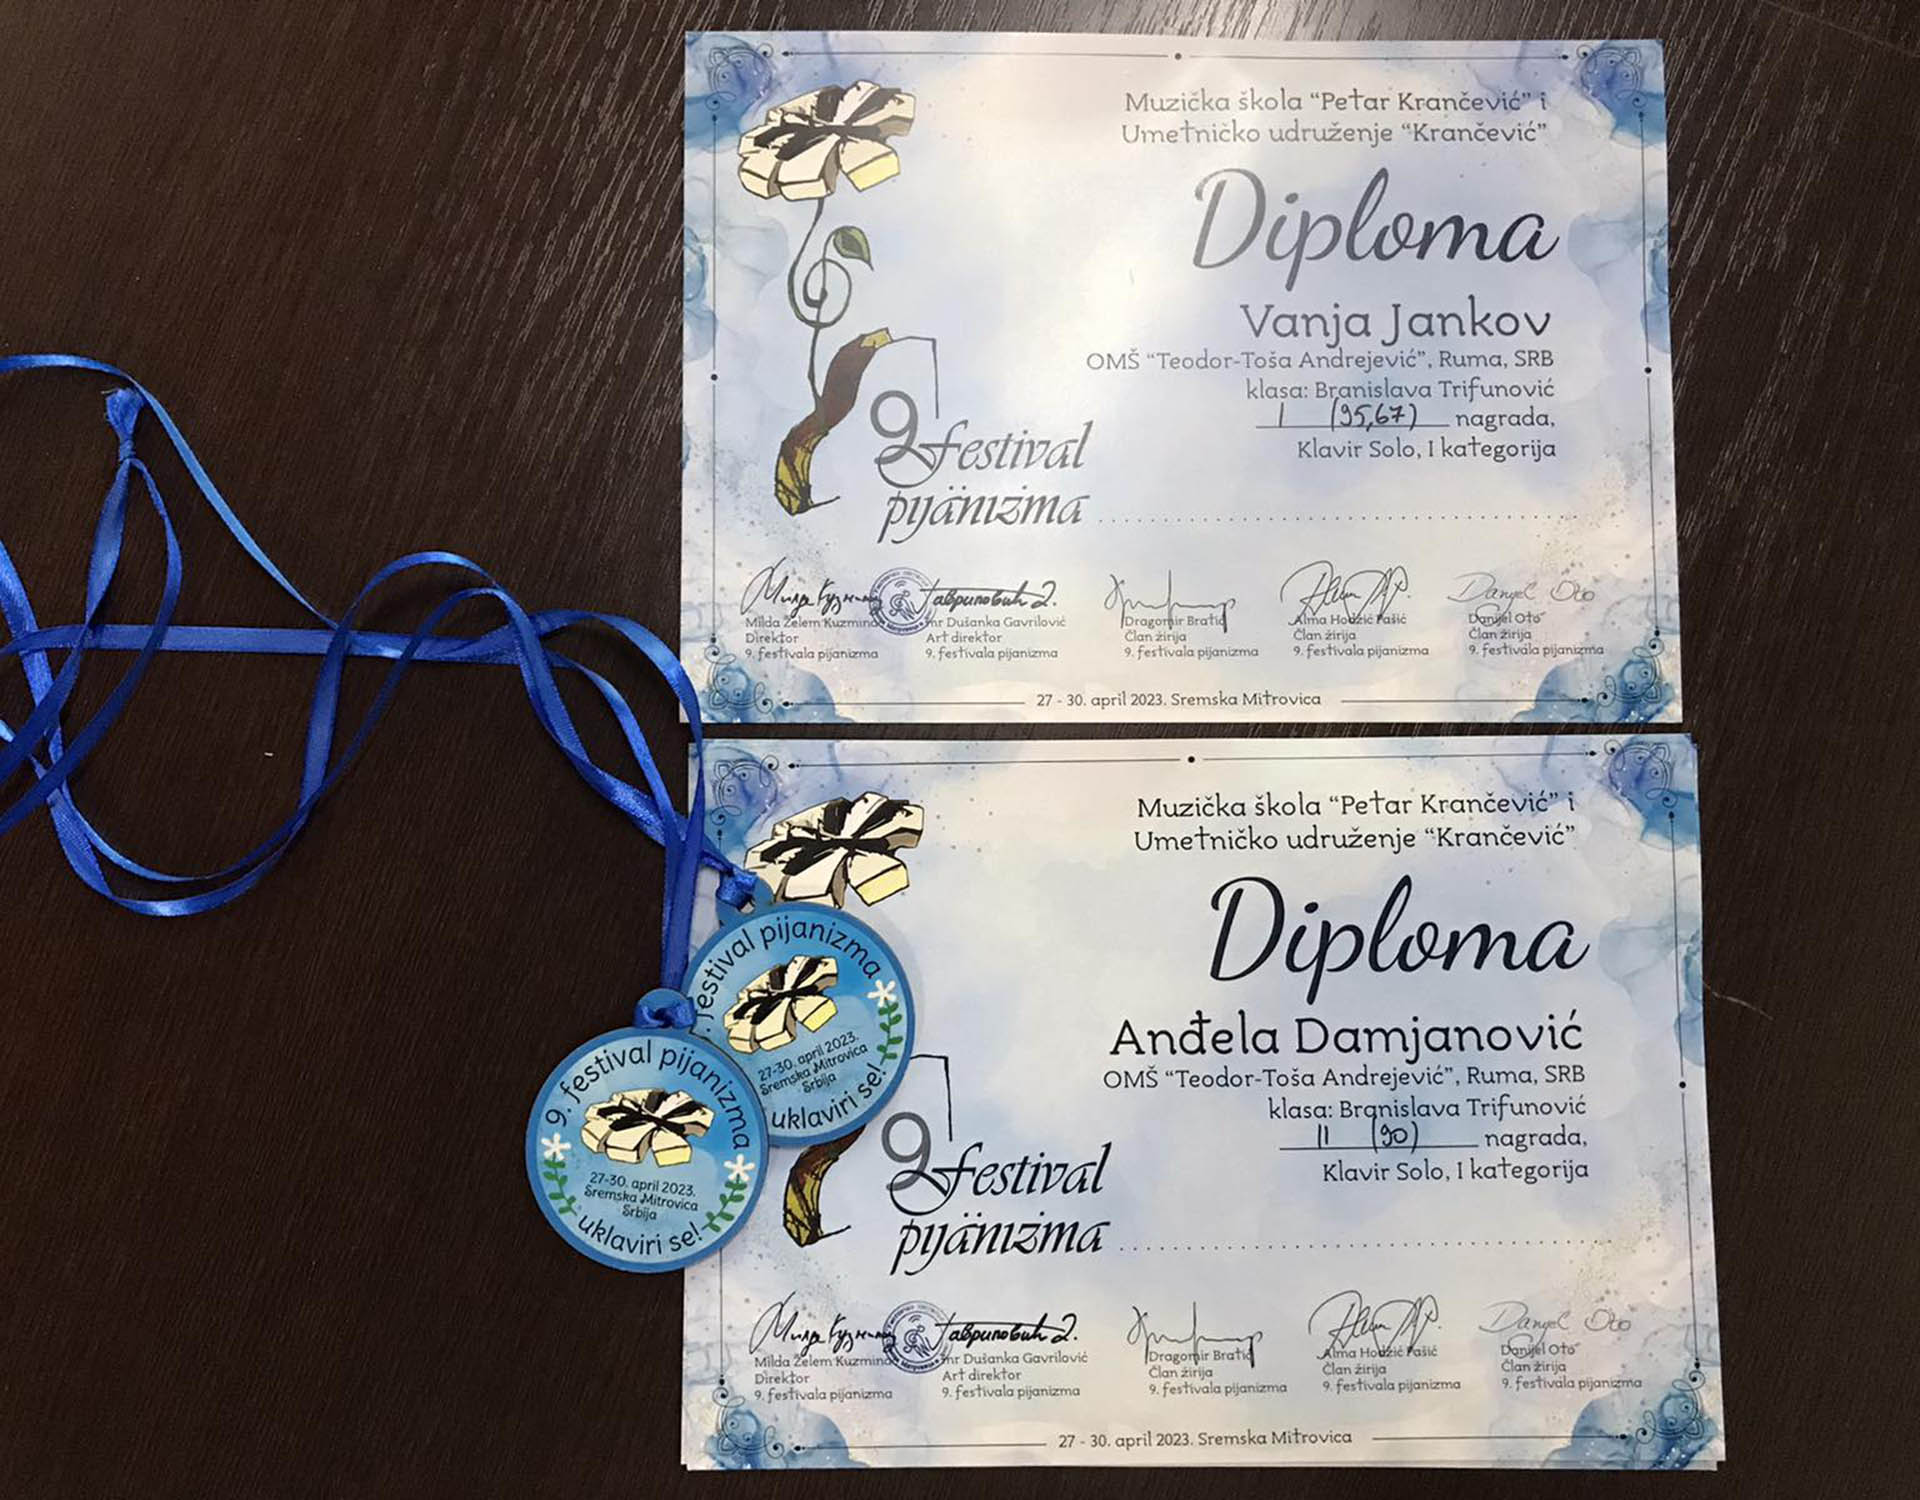 Muzička škola “Petar Krančević” i
Umetničko udruženje “Krančević”
Diploma
Vanja Jankov
OMŠ “Teodor-Toša Andrejević”, Ruma, SRB
klasa: Branislava Trifunović
I (95,67) nagrada,
Klavir Solo, I kategorija
9 festival
pijanizma
Milda Želem Kuzminac
Direktor
9. festivala pijanizma
mr Dušanka Gavrilović
Art direktor
9. festivala pijanizma
Dragomir Bratić
Član žirija
9. festivala pijanizma
Alma Hodžić Pašić
Član žirija
9. festivala pijanizma
Danijel Oto
Član žirija
9. festivala pijanizma
27 - 30. april 2023. Sremska Mitrovica
Muzička škola “Petar Krančević” i
Umetničko udruženje “Krančević”
Diploma
Anđela Damjanović
OMŠ “Teodor-Toša Andrejević”, Ruma, SRB
klasa: Branislava Trifunović
II (90) nagrada,
Klavir Solo, I kategorija
9 festival
pijanizma
Milda Želem Kuzminac
Direktor
9. festivala pijanizma
mr Dušanka Gavrilović
Art direktor
9. festivala pijanizma
Dragomir Bratić
Član žirija
9. festivala pijanizma
Alma Hodžić Pašić
Član žirija
9. festivala pijanizma
Danijel Oto
Član žirija
9. festivala pijanizma
27 - 30. april 2023. Sremska Mitrovica
festival pijanizma
27-30. april 2023.
Sremska Mitrovica
Srbija
uklaviri se!
9. festival pijanizma
27-30. april 2023.
Sremska Mitrovica
Srbija
uklaviri se!